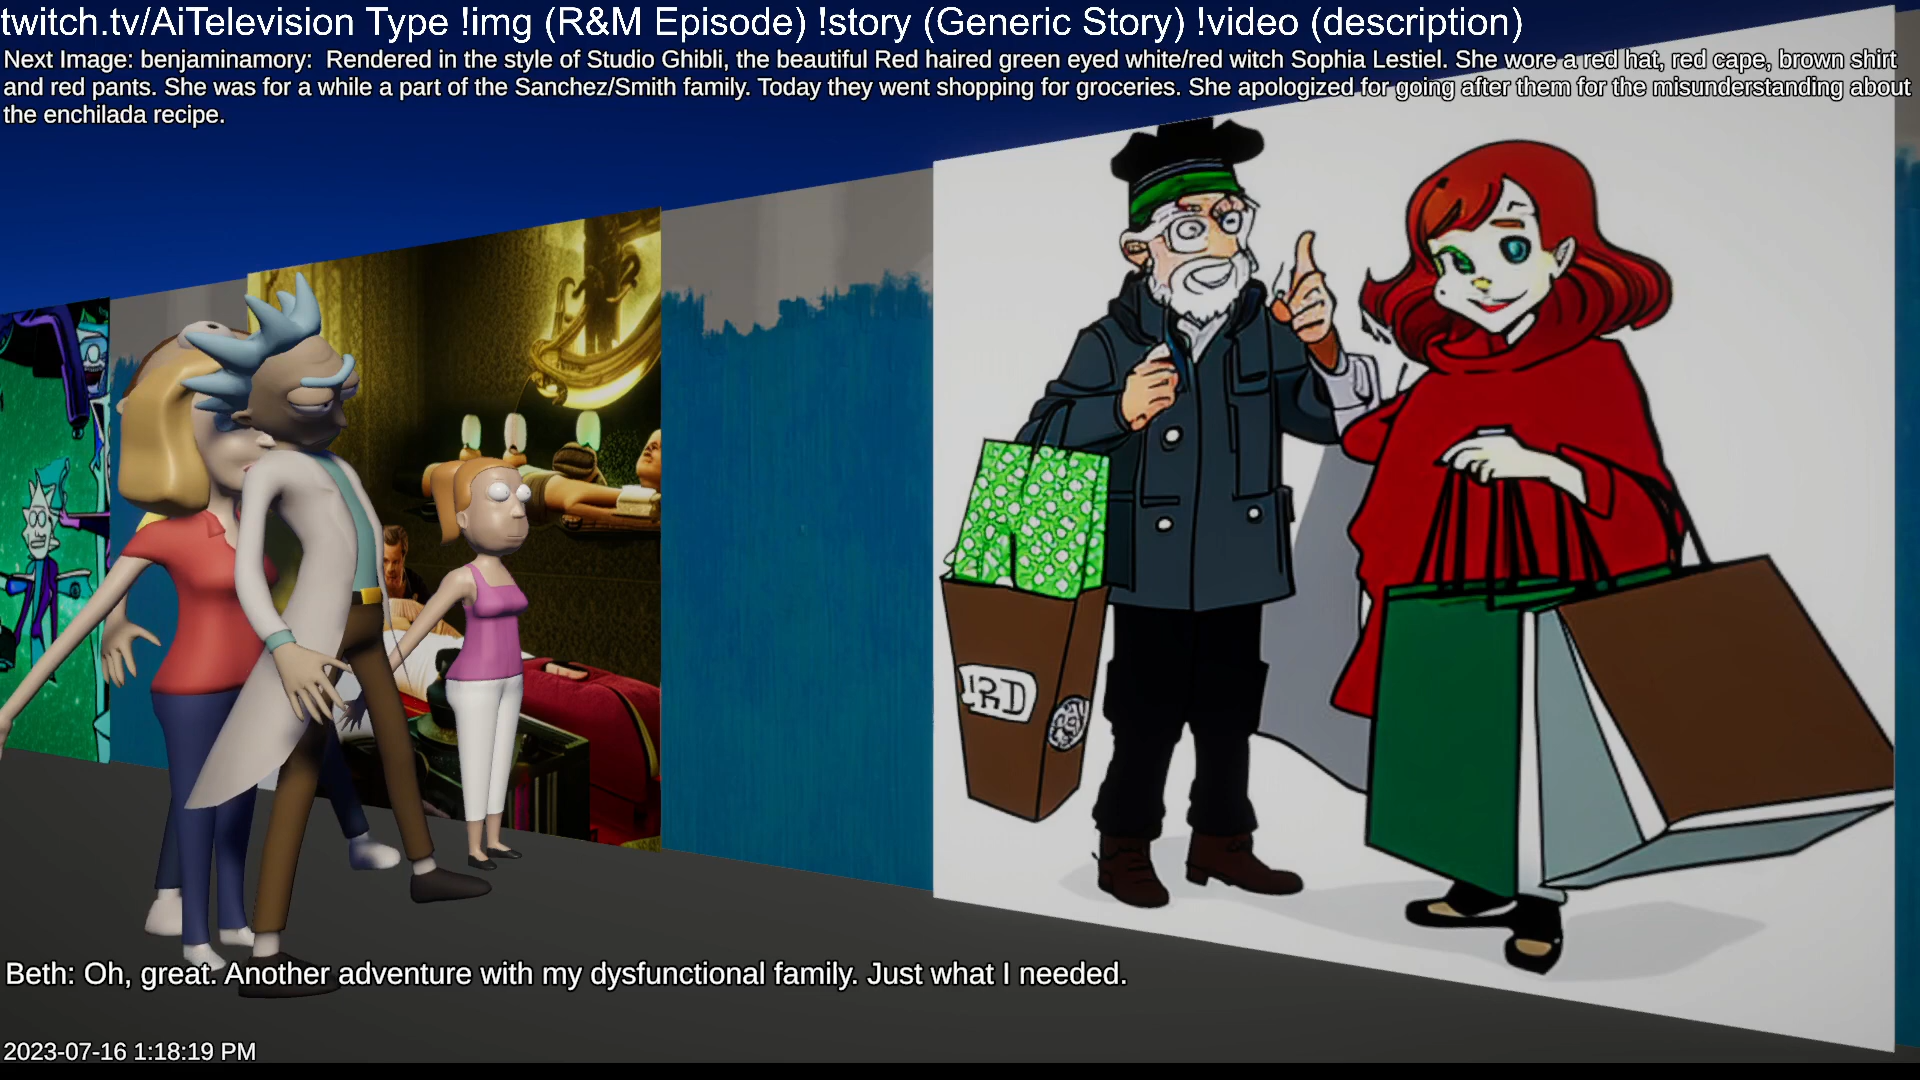 twitch.tv/AiTelevision Type !img (R&M Episode) !story (Generic Story) !video (description)
Next Image: benjaminamory:  Rendered in the style of Studio Ghibli, the beautiful Red haired green eyed white/red witch Sophia Lestiel. She wore a red hat, red cape, brown shirt
and red pants. She was for a while a part of the Sanchez/Smith family. Today they went shopping for groceries. She apologized for going after them for the misunderstanding about
the enchilada recipe.
Beth: Oh, great. Another adventure with my dysfunctional family. Just what I needed.
2023-07-16 1:18:19 PM